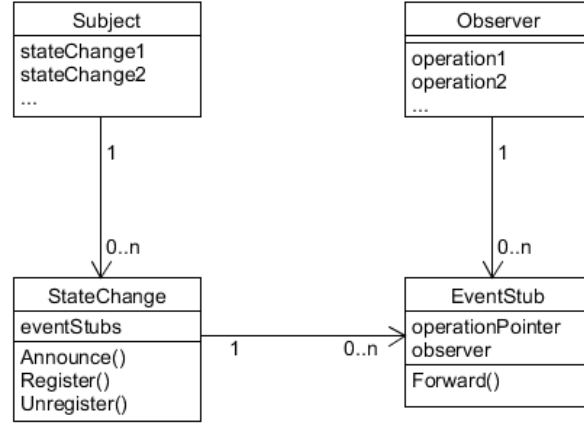 Subject
stateChange1
stateChange2
...
Observer
operation1
operation2
...
1
0..n
1
0..n
StateChange
eventStubs
Announce()
Register()
Unregister()
1
0..n
EventStub
operationPointer
observer
Forward()